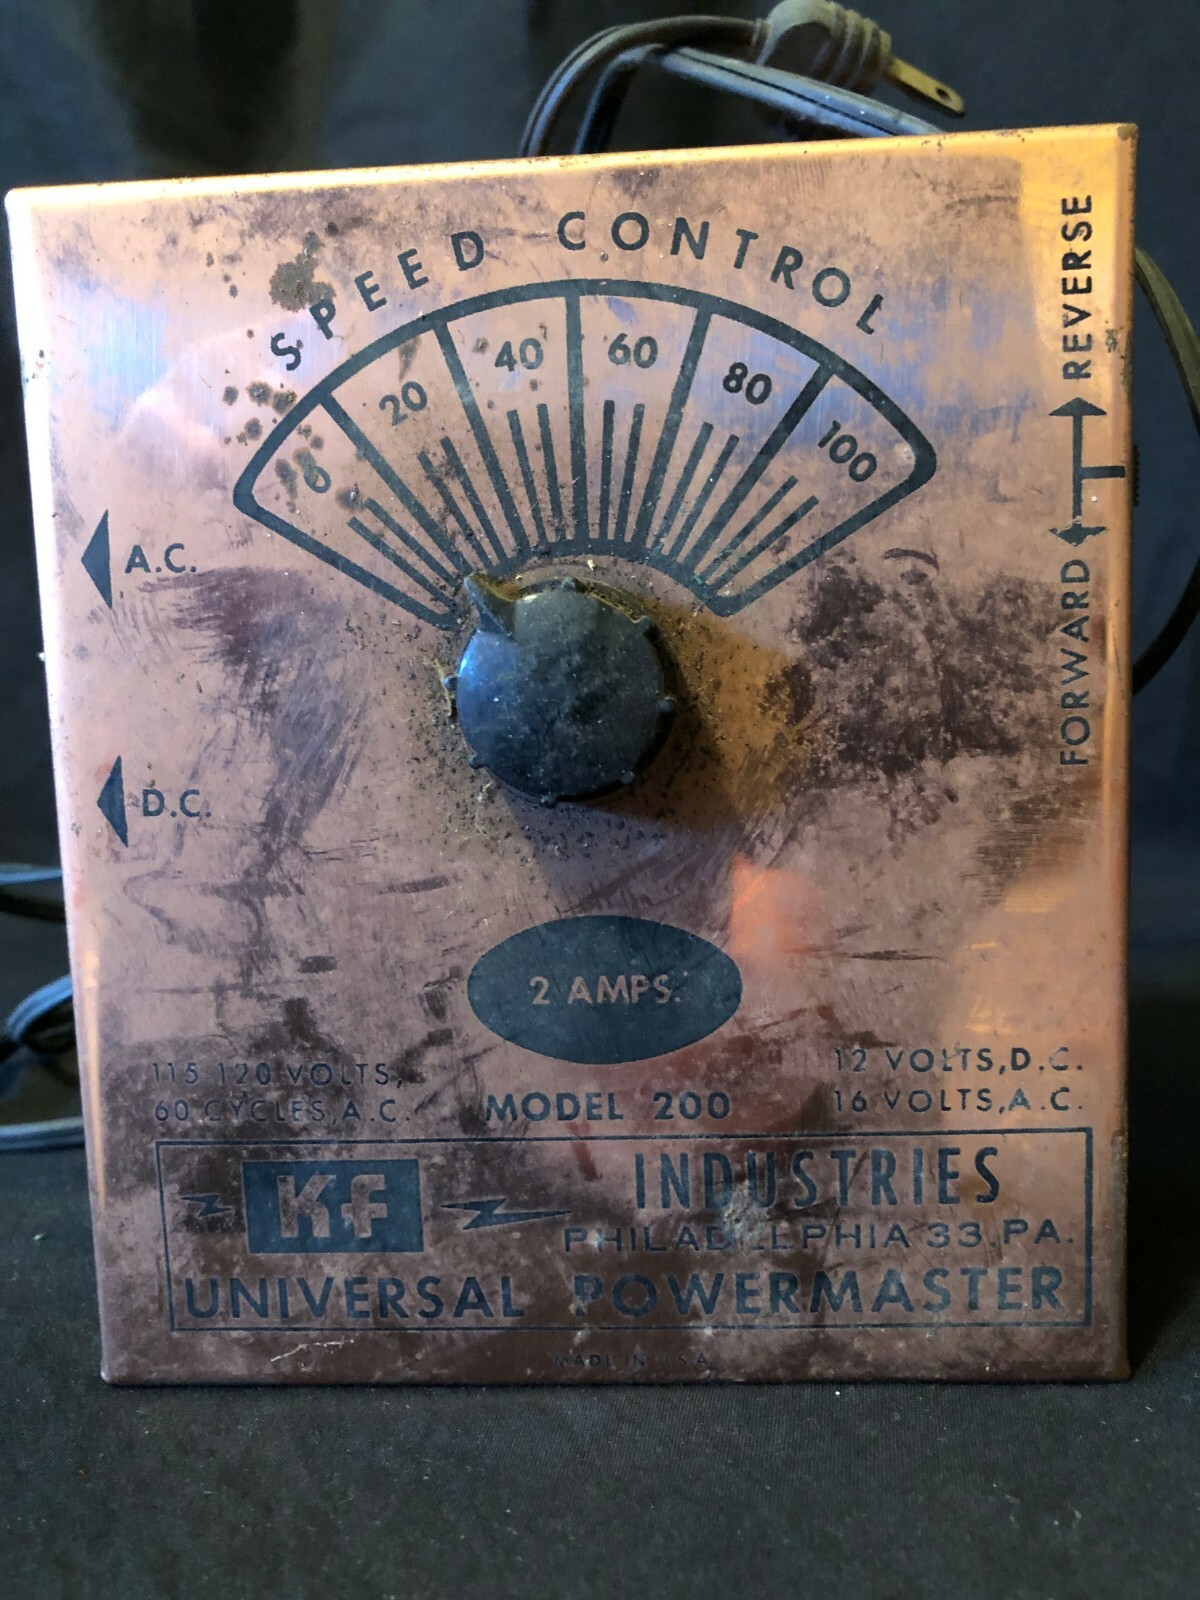 SPEED CONTROL
0 20 40 60 80 100
REVERSE
FORWARD
A.C.
D.C.
2 AMPS.
115-120 VOLTS,
60 CYCLES, A.C.
MODEL 200
12 VOLTS, D.C.
16 VOLTS, A.C.
Kf INDUSTRIES
PHILADELPHIA 33, PA.
UNIVERSAL POWERMASTER
MADE IN U.S.A.